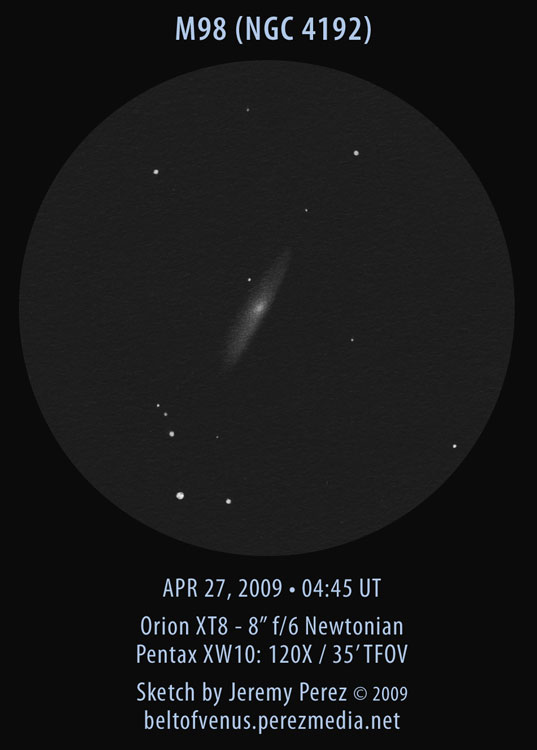 M98 (NGC 4192)
APR 27, 2009 • 04:45 UT
Orion XT8 - 8” f/6 Newtonian
Pentax XW10: 120X / 35’ TFOV
Sketch by Jeremy Perez © 2009
beltofvenus.perezmedia.net